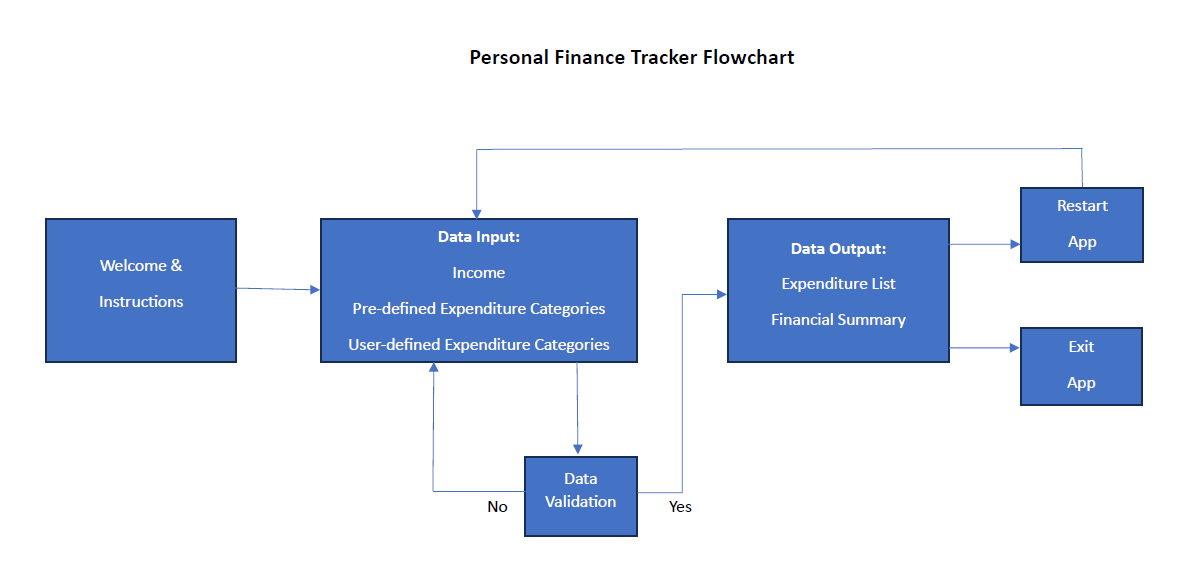 Personal Finance Tracker Flowchart
Welcome &
Instructions
Data Input:
Income
Pre-defined Expenditure Categories
User-defined Expenditure Categories
Data
Validation
No
Yes
Data Output:
Expenditure List
Financial Summary
Restart
App
Exit
App